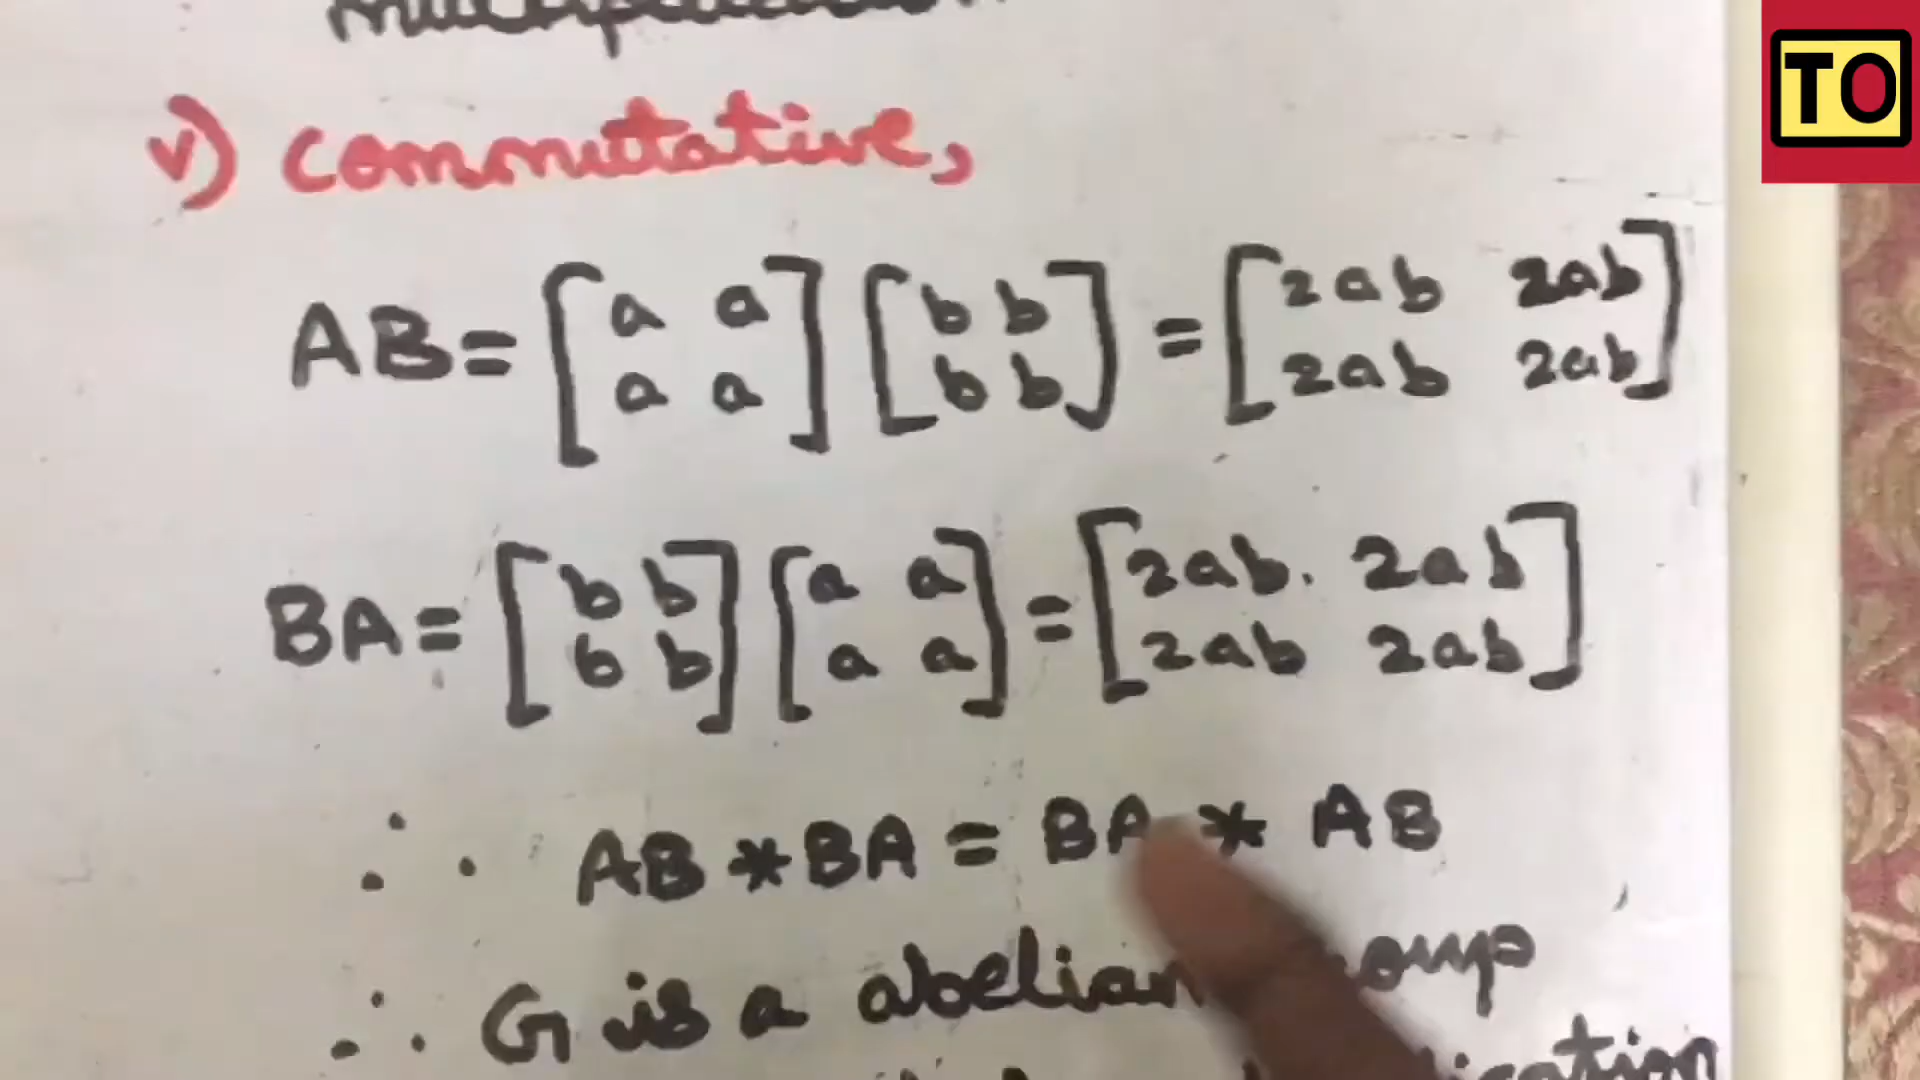 TO
v) commutative,
AB = [a a a a] [b b b b] = [2ab 2ab 2ab 2ab]
BA = [b b b b] [a a a a] = [2ab. 2ab 2ab 2ab]
∴ AB * BA = BA * AB
∴ G is a abelian